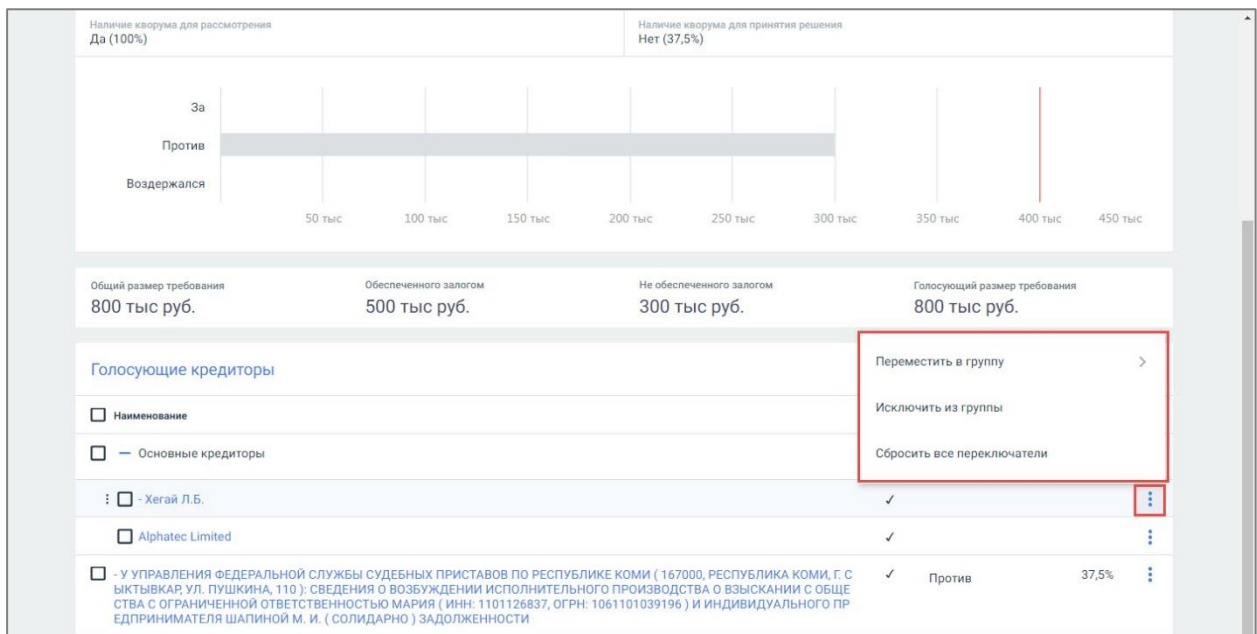 Наличие кворума для рассмотрения
Да (100%)
Наличие кворума для принятия решения
Нет (37,5%)
За
Против
Воздержался
50 тыс 100 тыс 150 тыс 200 тыс 250 тыс 300 тыс 350 тыс 400 тыс 450 тыс
Общий размер требования
800 тыс руб.
Обеспеченного залогом
500 тыс руб.
Не обеспеченного залогом
300 тыс руб.
Голосующий размер требования
800 тыс руб.
Голосующие кредиторы
Переместить в группу
Исключить из группы
Сбросить все переключатели
Наименование
Основные кредиторы
- Хегай Л.Б.
Alphatec Limited
- У УПРАВЛЕНИЯ ФЕДЕРАЛЬНОЙ СЛУЖБЫ СУДЕБНЫХ ПРИСТАВОВ ПО РЕСПУБЛИКЕ КОМИ ( 167000, РЕСПУБЛИКА КОМИ, Г. С
ЫКТЫВКАР, УЛ. ПУШКИНА, 110 ): СВЕДЕНИЯ О ВОЗБУЖДЕНИИ ИСПОЛНИТЕЛЬНОГО ПРОИЗВОДСТВА О ВЗЫСКАНИИ С ОБЩЕ
СТВА С ОГРАНИЧЕННОЙ ОТВЕТСТВЕННОСТЬЮ МАРИЯ ( ИНН: 1101126837, ОГРН: 1061101039196 ) И ИНДИВИДУАЛЬНОГО ПР
ЕДПРИНИМАТЕЛЯ ШАПИНОЙ М. И. ( СОЛИДАРНО ) ЗАДОЛЖЕННОСТИ
Против 37,5%